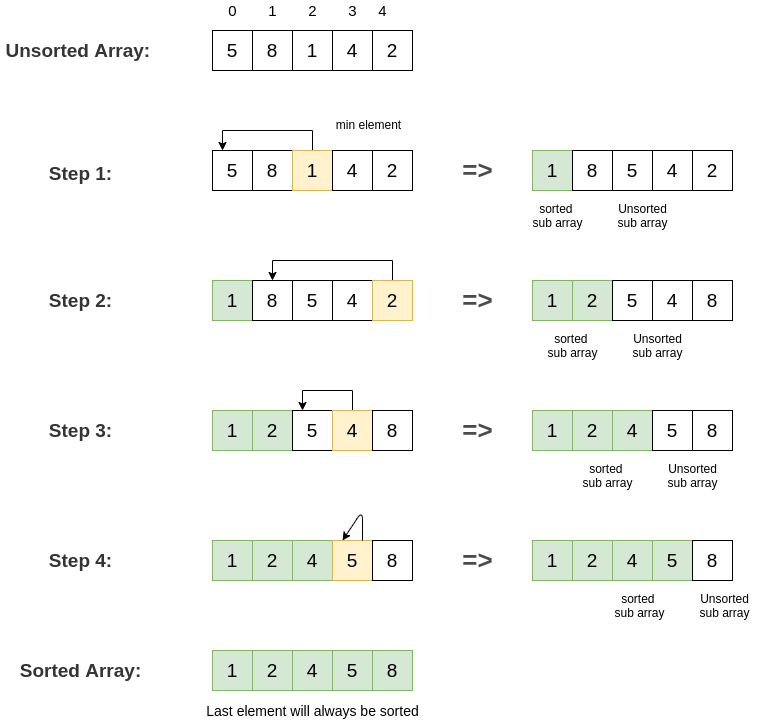 0 1 2 3 4
Unsorted Array: 5 8 1 4 2
min element
Step 1: 5 8 1 4 2 => 1 8 5 4 2
sorted Unsorted
sub array sub array
Step 2: 1 8 5 4 2 => 1 2 5 4 8
sorted Unsorted
sub array sub array
Step 3: 1 2 5 4 8 => 1 2 4 5 8
sorted Unsorted
sub array sub array
Step 4: 1 2 4 5 8 => 1 2 4 5 8
sorted Unsorted
sub array sub array
Sorted Array: 1 2 4 5 8
Last element will always be sorted